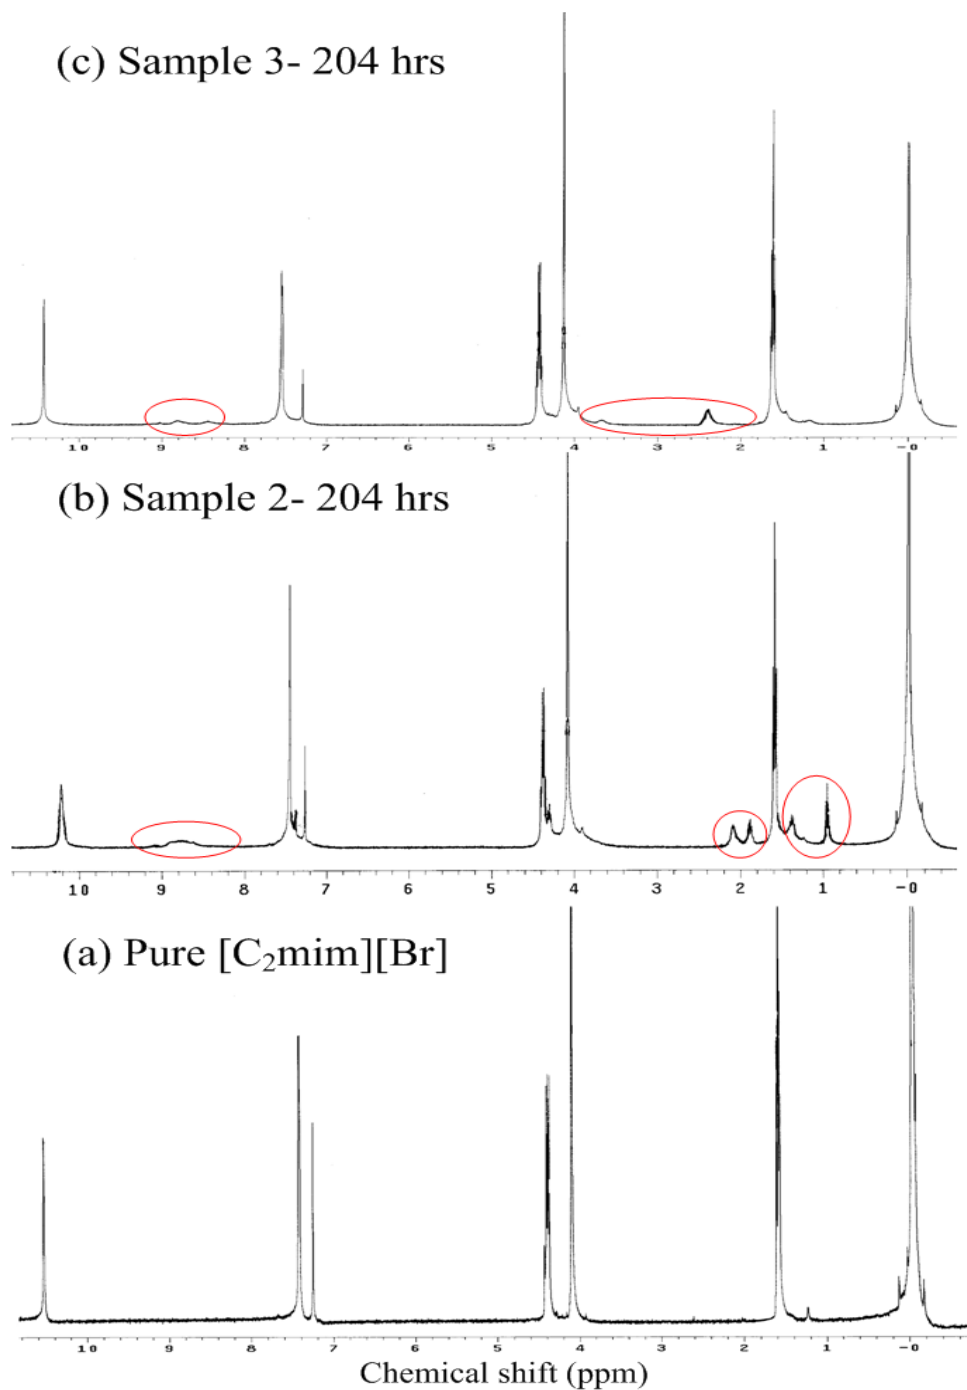 (c) Sample 3- 204 hrs
10 9 8 7 6 5 4 3 2 1 -0
(b) Sample 2- 204 hrs
10 9 8 7 6 5 4 3 2 1 -0
(a) Pure [C₂mim][Br]
10 9 8 7 6 5 4 3 2 1 -0
Chemical shift (ppm)